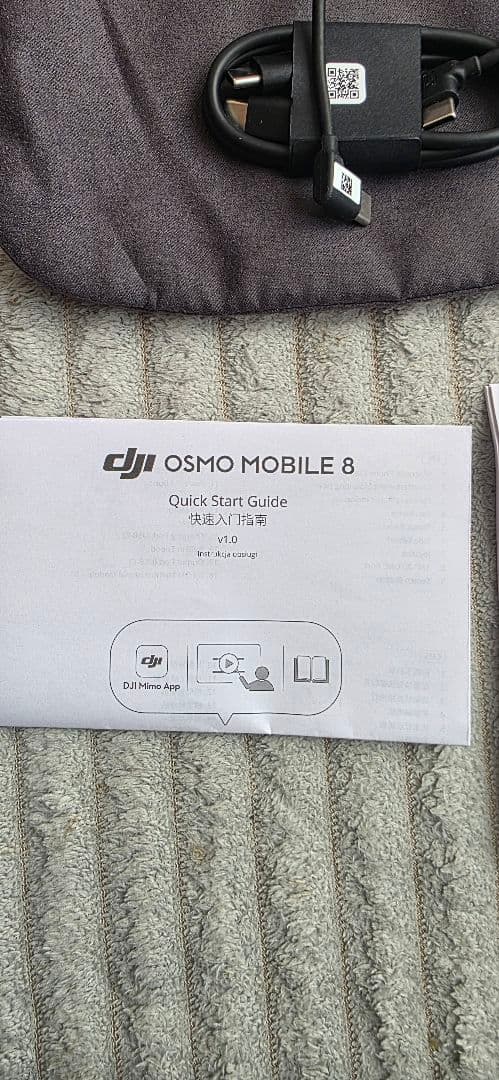 dji OSMO MOBILE 8
Quick Start Guide
快速入门指南
v1.0
Instrukcja obsługi
dji
DJI Mimo App